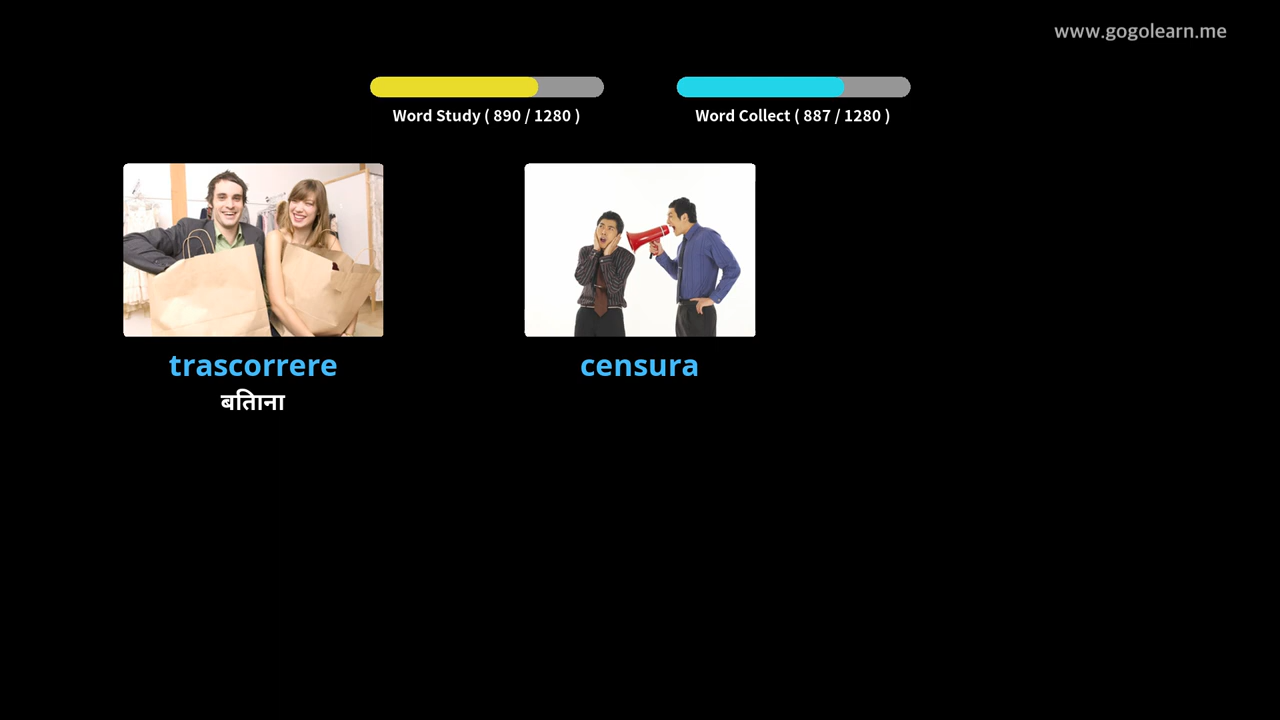 www.gogolearn.me
Word Study ( 890 / 1280 )
Word Collect ( 887 / 1280 )
trascorrere
बिताना
censura